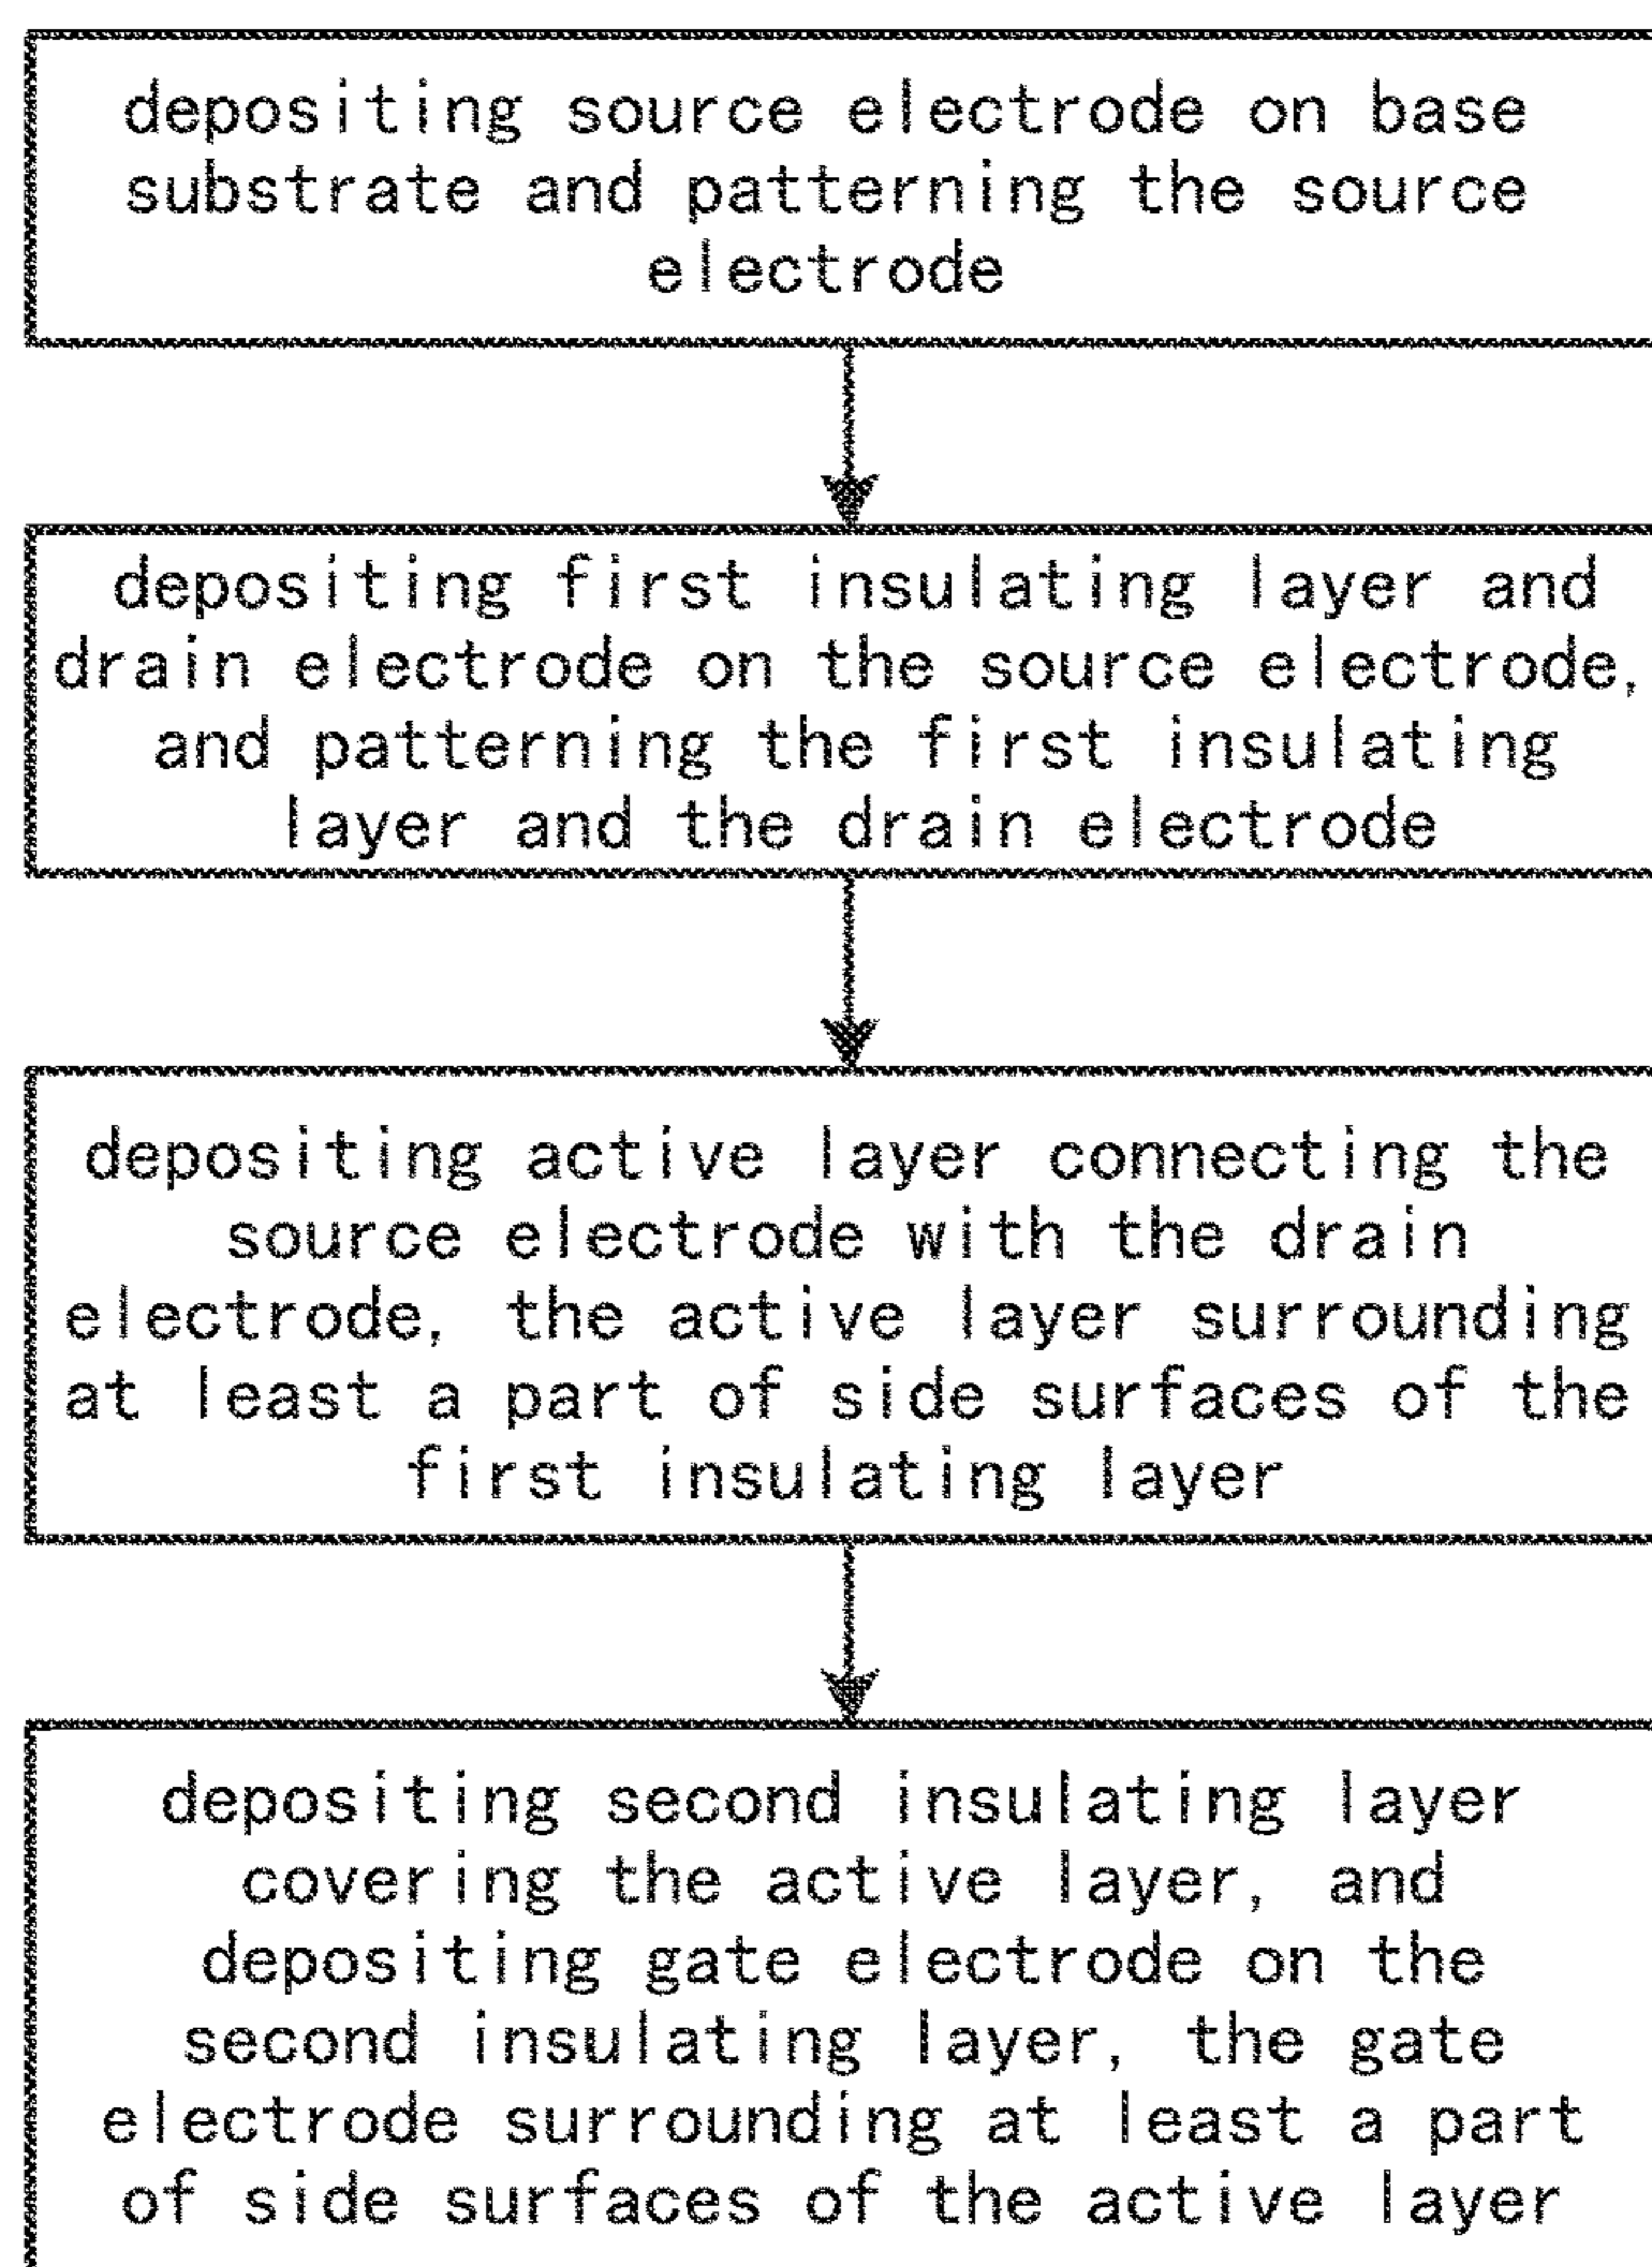 depositing source electrode on base
substrate and patterning the source
electrode
depositing first insulating layer and
drain electrode on the source electrode,
and patterning the first insulating
layer and the drain electrode
depositing active layer connecting the
source electrode with the drain
electrode, the active layer surrounding
at least a part of side surfaces of the
first insulating layer
depositing second insulating layer
covering the active layer, and
depositing gate electrode on the
second insulating layer, the gate
electrode surrounding at least a part
of side surfaces of the active layer